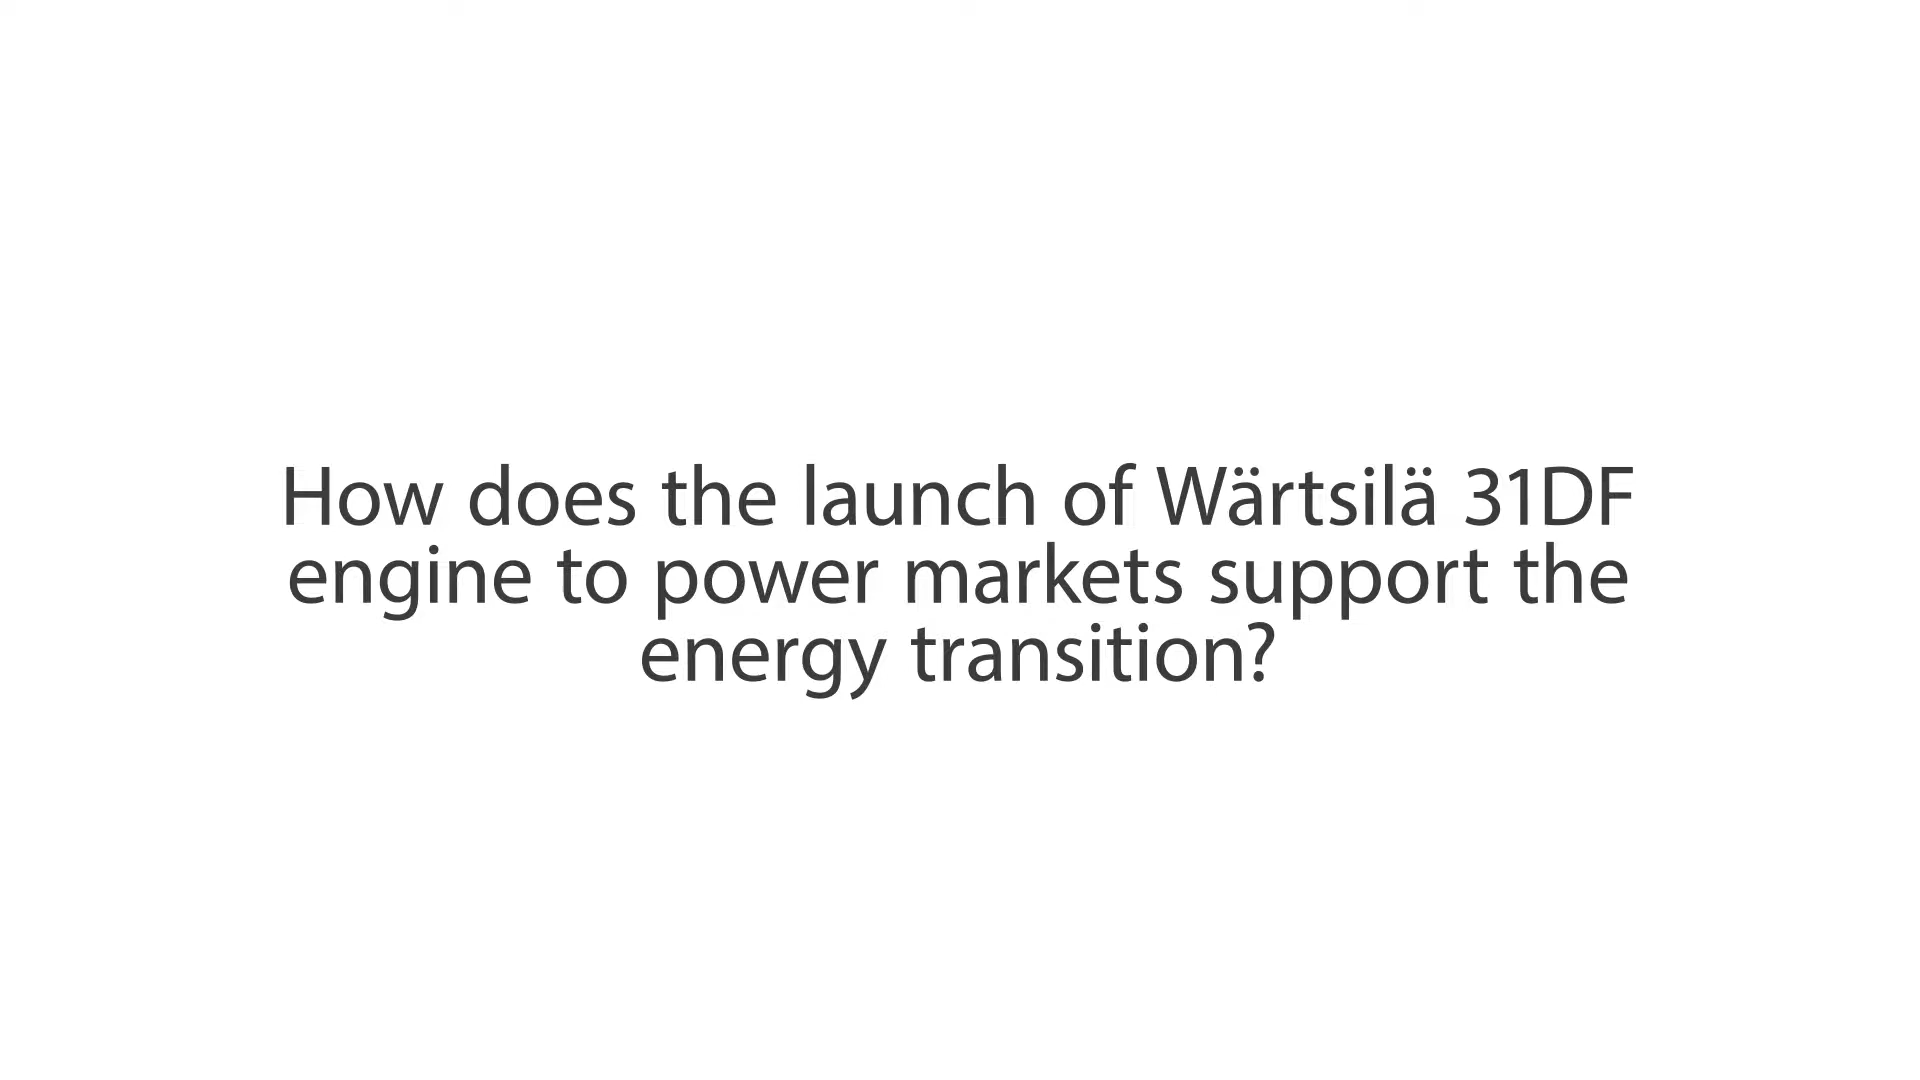 How does the launch of Wärtsilä 31DF
engine to power markets support the
energy transition?